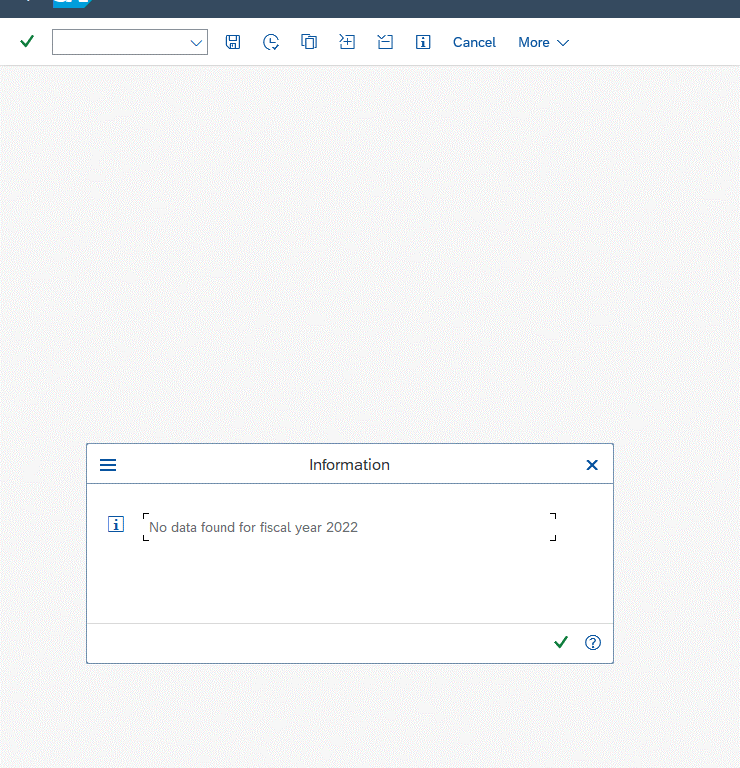 Cancel More
Information
No data found for fiscal year 2022